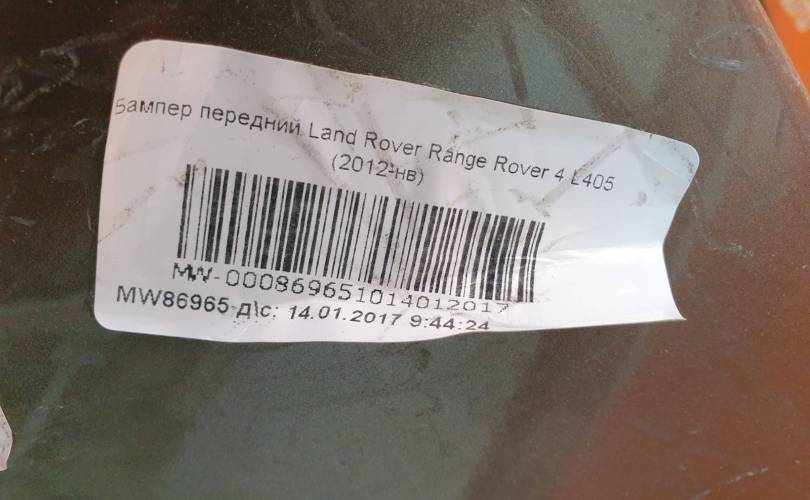 Бампер передний Land Rover Range Rover 4 L405
(2012-нв)
MW-000869651014012017
MW86965 д\с: 14.01.2017 9:44:24